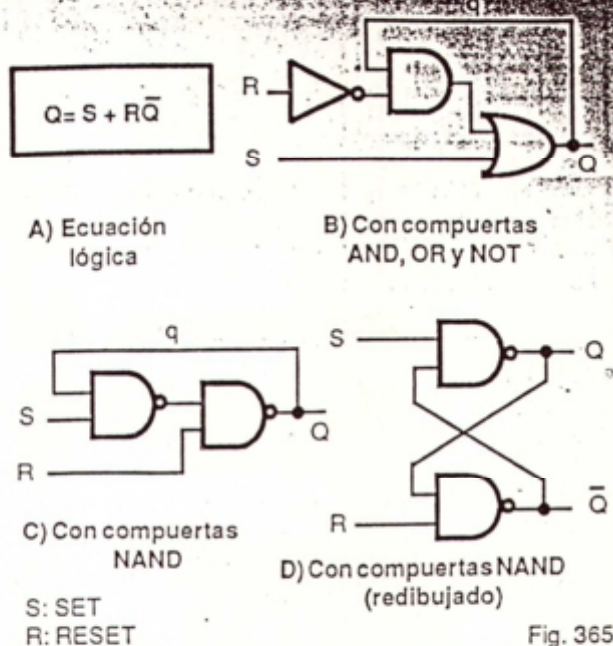 Q= S + RQ̅
A) Ecuación
lógica
q
R
S
Q
B) Con compuertas
AND, OR y NOT
q
S
R
Q
C) Con compuertas
NAND
S
R
Q
Q̅
D) Con compuertas NAND
(redibujado)
S: SET
R: RESET
Fig. 365